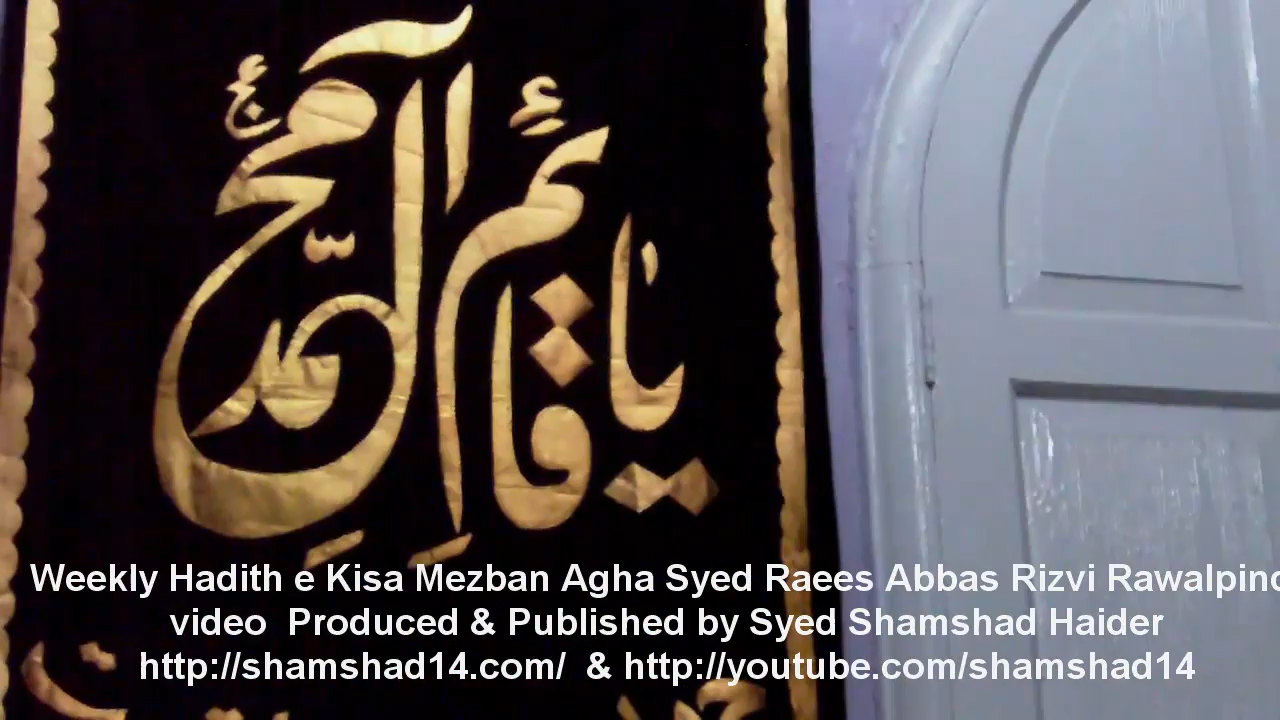 یا قائم آل محمد
Weekly Hadith e Kisa Mezban Agha Syed Raees Abbas Rizvi Rawalpind
video Produced & Published by Syed Shamshad Haider
http://shamshad14.com/ & http://youtube.com/shamshad14